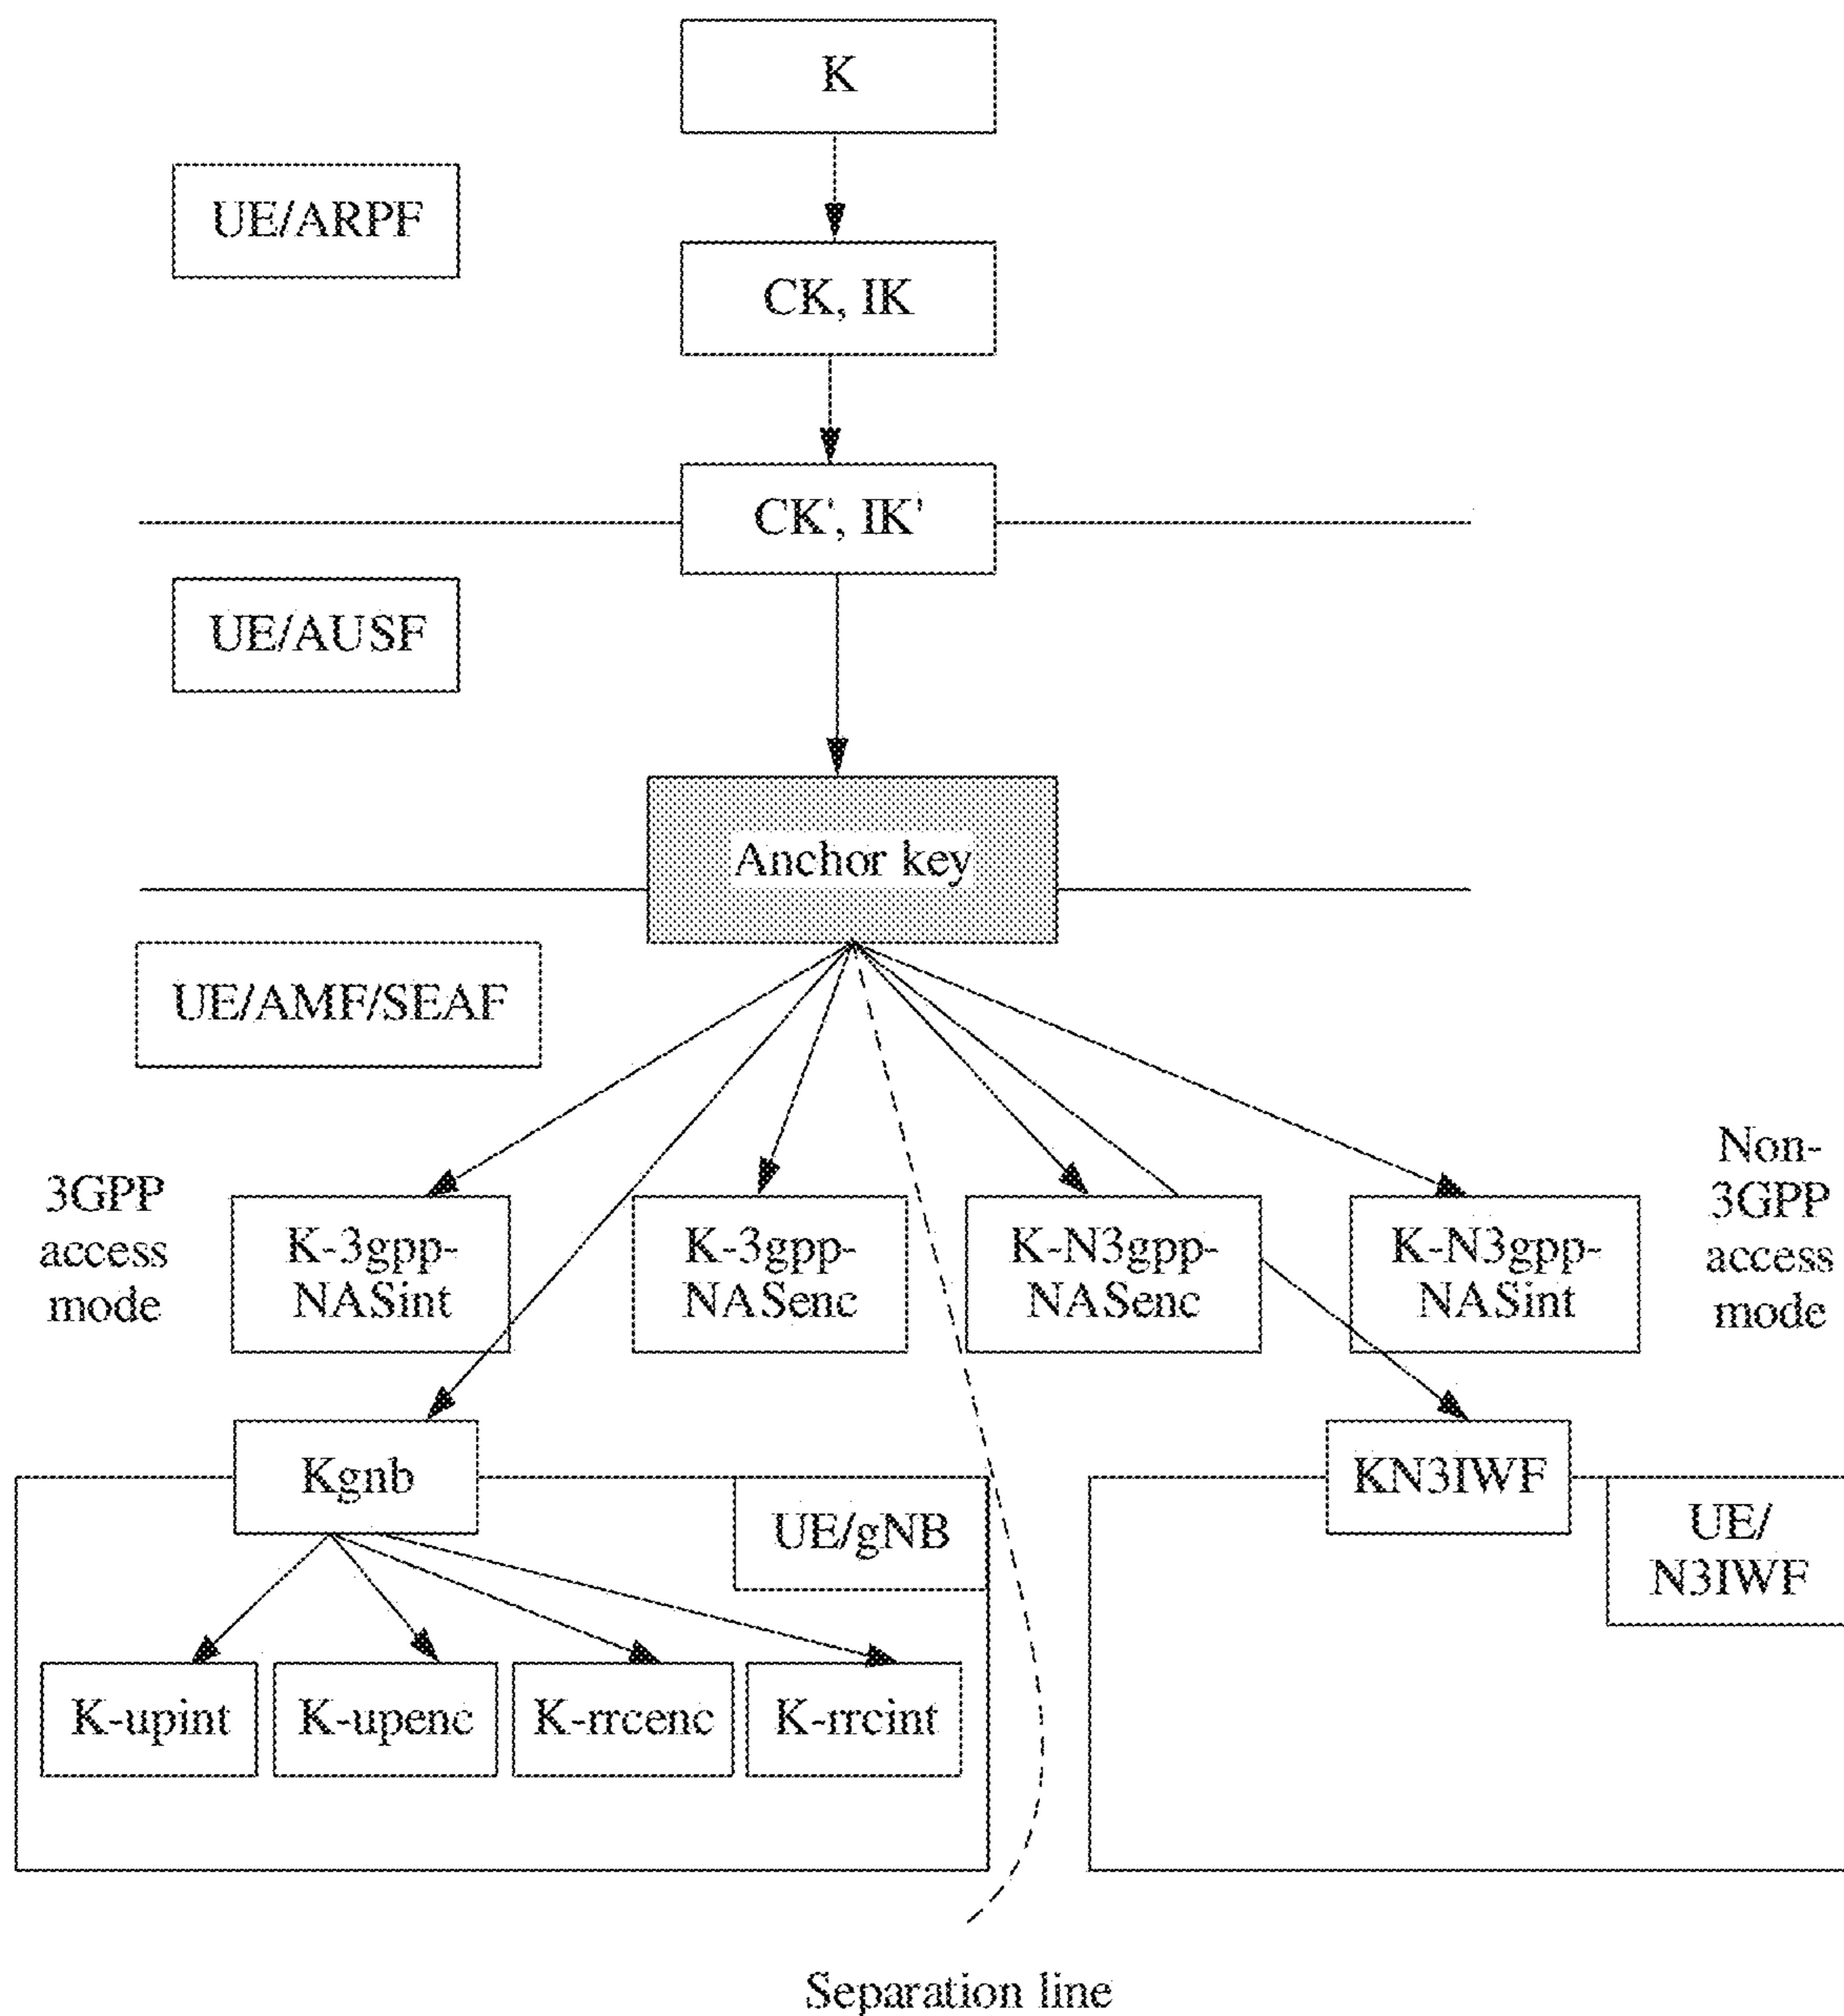 K
UE/ARPF
CK, IK
CK', IK'
UE/AUSF
Anchor key
UE/AMF/SEAF
3GPP
access
mode
K-3gpp-
NASint
K-3gpp-
NASenc
K-N3gpp-
NASenc
K-N3gpp-
NASint
Non-
3GPP
access
mode
Kgnb
UE/gNB
KN3IWF
UE/
N3IWF
K-upint
K-upenc
K-rrcenc
K-rrcint
Separation line